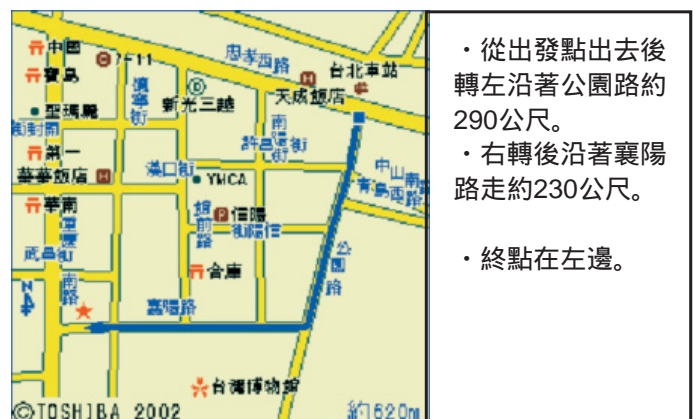 中國
7-11
忠孝西路
台北車站
寶島
懷寧街
新光三越
天成飯店
聖瑪麗
南陽街
開封街
許昌街
第一
漢口街
YMCA
中山南路
青島西路
華華飯店
華南
館前路
信陽
信陽街
重慶南路
武昌街
公園路
合庫
襄陽路
台灣博物館
©TOSHIBA 2002
約620m
・從出發點出去後
轉左沿著公園路約
290公尺。
・右轉後沿著襄陽
路走約230公尺。
・終點在左邊。